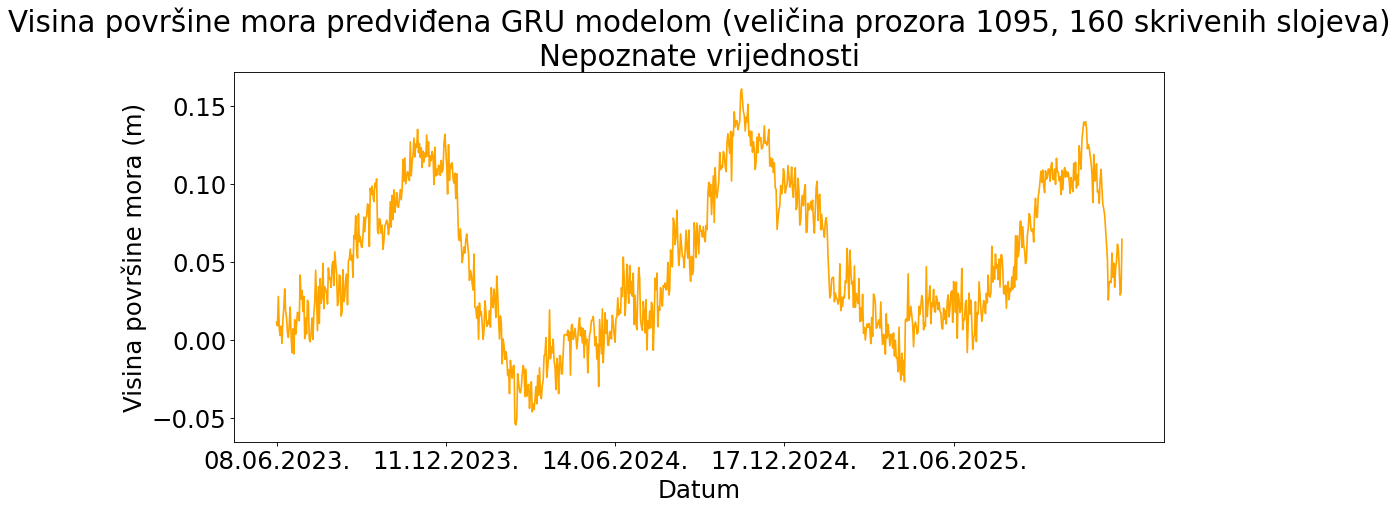 Visina površine mora predviđena GRU modelom (veličina prozora 1095, 160 skrivenih slojeva)
Nepoznate vrijednosti
Visina površine mora (m)
0.15
0.10
0.05
0.00
−0.05
08.06.2023. 11.12.2023. 14.06.2024. 17.12.2024. 21.06.2025.
Datum